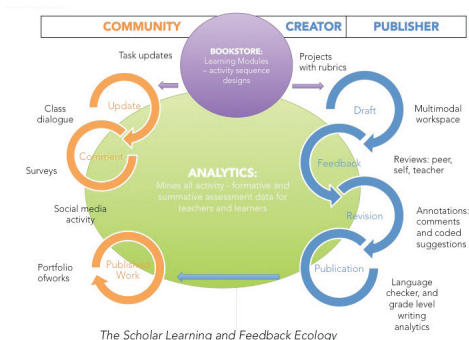 COMMUNITY
CREATOR
PUBLISHER
BOOKSTORE:
Learning Modules
– activity sequence
designs
Task updates
Projects
with rubrics
Update
Class
dialogue
Comment
Surveys
Social media
activity
Published
Work
Portfolio
ofworks
ANALYTICS:
Mines all activity - formative and
summative assessment data for
teachers and learners
Draft
Multimodal
workspace
Feedback
Reviews: peer,
self, teacher
Revision
Annotations:
comments
and coded
suggestions
Publication
Language
checker, and
grade level
writing
analytics
The Scholar Learning and Feedback Ecology